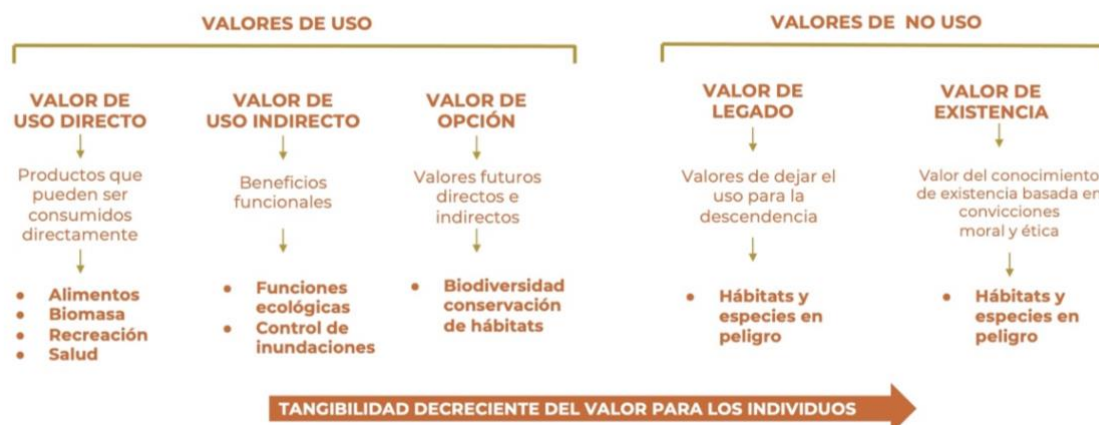 VALORES DE USO
VALOR DE
USO DIRECTO
Productos que
pueden ser
consumidos
directamente
• Alimentos
• Biomasa
• Recreación
• Salud
VALOR DE
USO INDIRECTO
Beneficios
funcionales
• Funciones
ecológicas
• Control de
inundaciones
VALOR DE
OPCIÓN
Valores futuros
directos e
indirectos
• Biodiversidad
conservación
de hábitats
VALORES DE NO USO
VALOR DE
LEGADO
Valores de dejar el
uso para la
descendencia
• Hábitats y
especies en
peligro
VALOR DE
EXISTENCIA
Valor del conocimiento
de existencia basada en
convicciones
moral y ética
• Hábitats y
especies en
peligro
TANGIBILIDAD DECRECIENTE DEL VALOR PARA LOS INDIVIDUOS